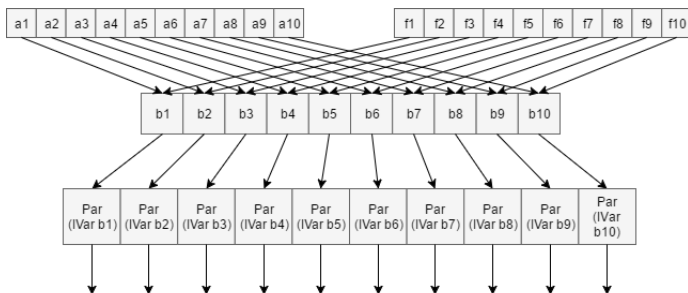 a1 a2 a3 a4 a5 a6 a7 a8 a9 a10 f1 f2 f3 f4 f5 f6 f7 f8 f9 f10
b1 b2 b3 b4 b5 b6 b7 b8 b9 b10
Par
(IVar b1)
Par
(IVar b2)
Par
(IVar b3)
Par
(IVar b4)
Par
(IVar b5)
Par
(IVar b6)
Par
(IVar b7)
Par
(IVar b8)
Par
(IVar b9)
Par
(IVar
b10)